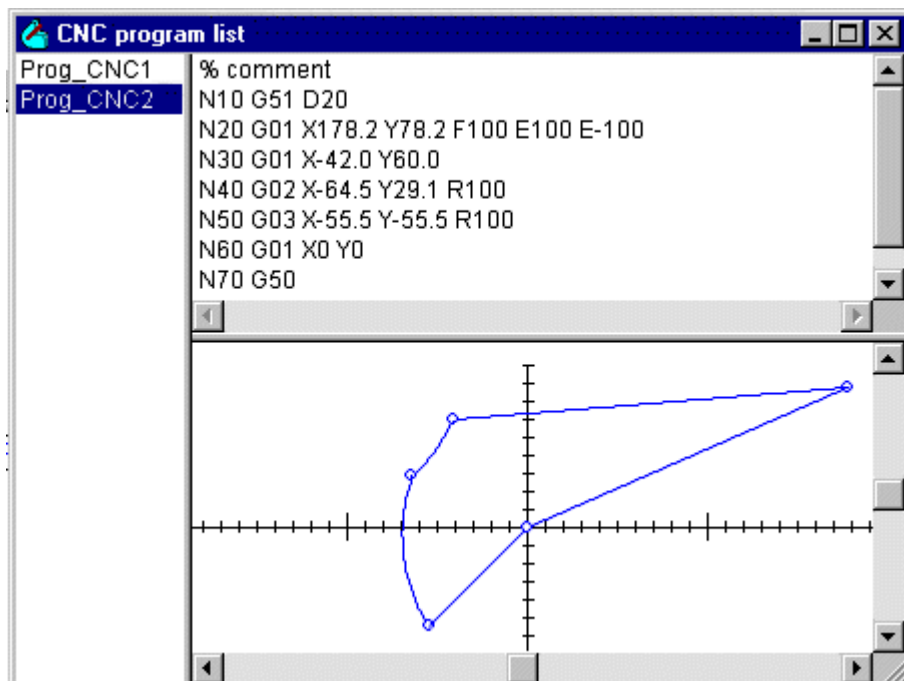 CNC program list
Prog_CNC1
Prog_CNC2
% comment
N10 G51 D20
N20 G01 X178.2 Y78.2 F100 E100 E-100
N30 G01 X-42.0 Y60.0
N40 G02 X-64.5 Y29.1 R100
N50 G03 X-55.5 Y-55.5 R100
N60 G01 X0 Y0
N70 G50